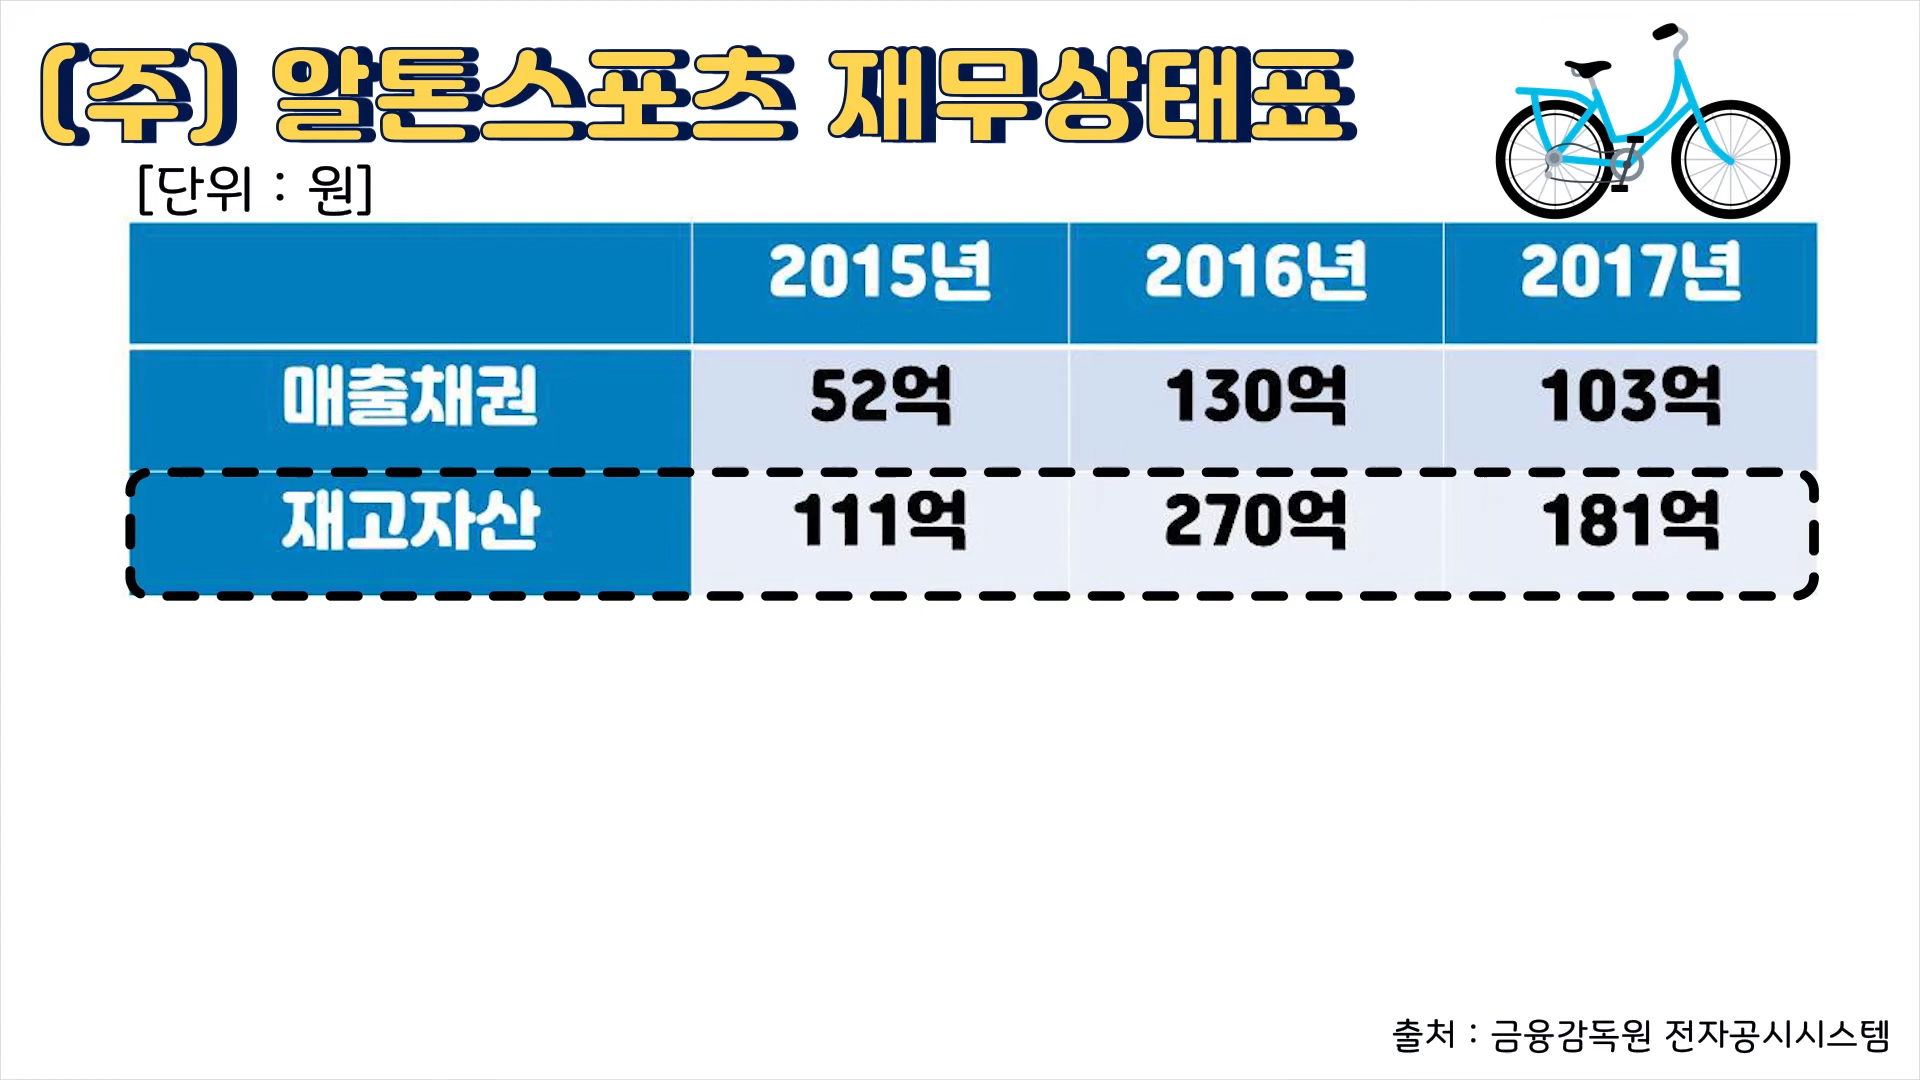 (주) 알톤스포츠 재무상태표
[단위 : 원]
2015년 2016년 2017년
매출채권 52억 130억 103억
재고자산 111억 270억 181억
출처 : 금융감독원 전자공시시스템